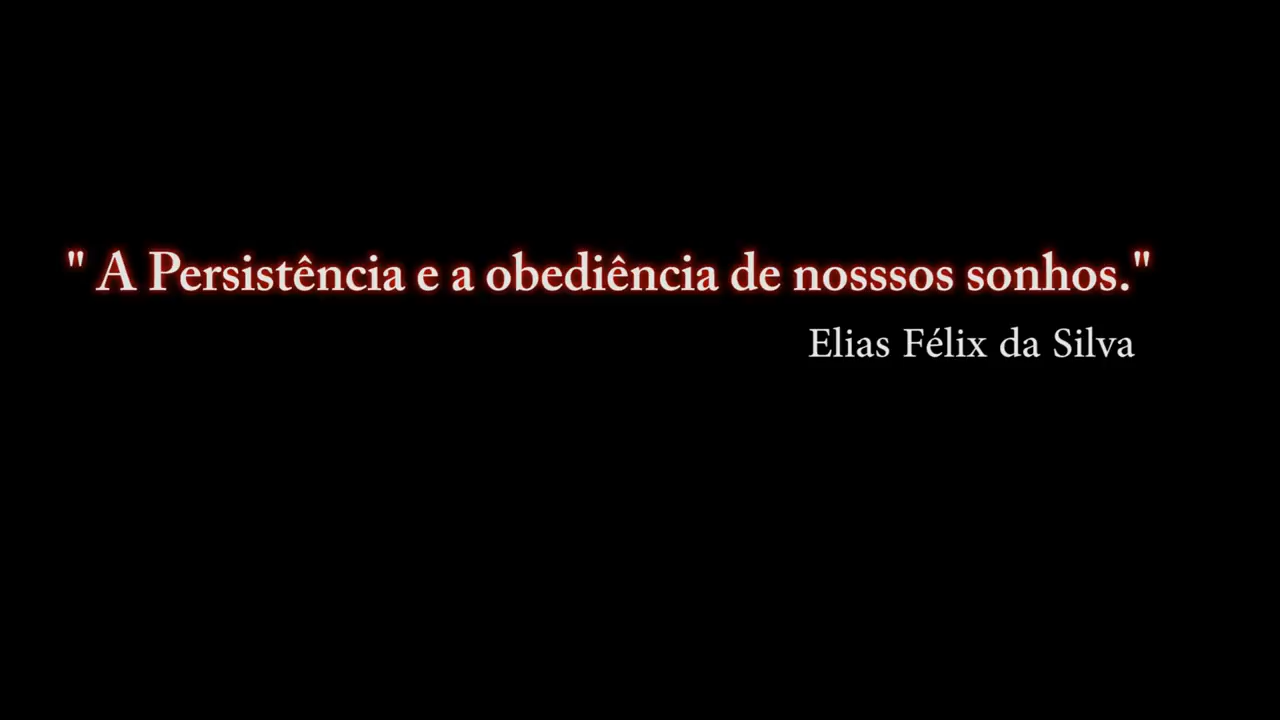 " A Persistência e a obediência de nosssos sonhos."
Elias Félix da Silva